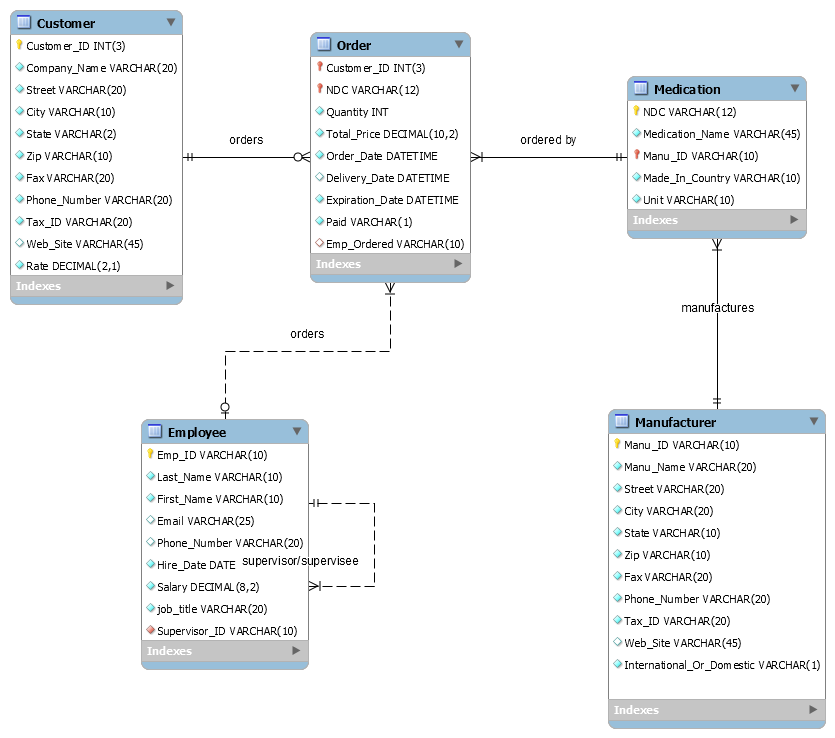 Customer
Customer_ID INT(3)
Company_Name VARCHAR(20)
Street VARCHAR(20)
City VARCHAR(10)
State VARCHAR(2)
Zip VARCHAR(10)
Fax VARCHAR(20)
Phone_Number VARCHAR(20)
Tax_ID VARCHAR(20)
Web_Site VARCHAR(45)
Rate DECIMAL(2,1)
Indexes
orders
Order
Customer_ID INT(3)
NDC VARCHAR(12)
Quantity INT
Total_Price DECIMAL(10,2)
Order_Date DATETIME
Delivery_Date DATETIME
Expiration_Date DATETIME
Paid VARCHAR(1)
Emp_Ordered VARCHAR(10)
Indexes
ordered by
Medication
NDC VARCHAR(12)
Medication_Name VARCHAR(45)
Manu_ID VARCHAR(10)
Made_In_Country VARCHAR(10)
Unit VARCHAR(10)
Indexes
manufactures
orders
Employee
Emp_ID VARCHAR(10)
Last_Name VARCHAR(10)
First_Name VARCHAR(10)
Email VARCHAR(25)
Phone_Number VARCHAR(20)
Hire_Date DATE
Salary DECIMAL(8,2)
job_title VARCHAR(20)
Supervisor_ID VARCHAR(10)
Indexes
supervisor/supervisee
Manufacturer
Manu_ID VARCHAR(10)
Manu_Name VARCHAR(20)
Street VARCHAR(20)
City VARCHAR(20)
State VARCHAR(10)
Zip VARCHAR(10)
Fax VARCHAR(20)
Phone_Number VARCHAR(20)
Tax_ID VARCHAR(20)
Web_Site VARCHAR(45)
International_Or_Domestic VARCHAR(1)
Indexes